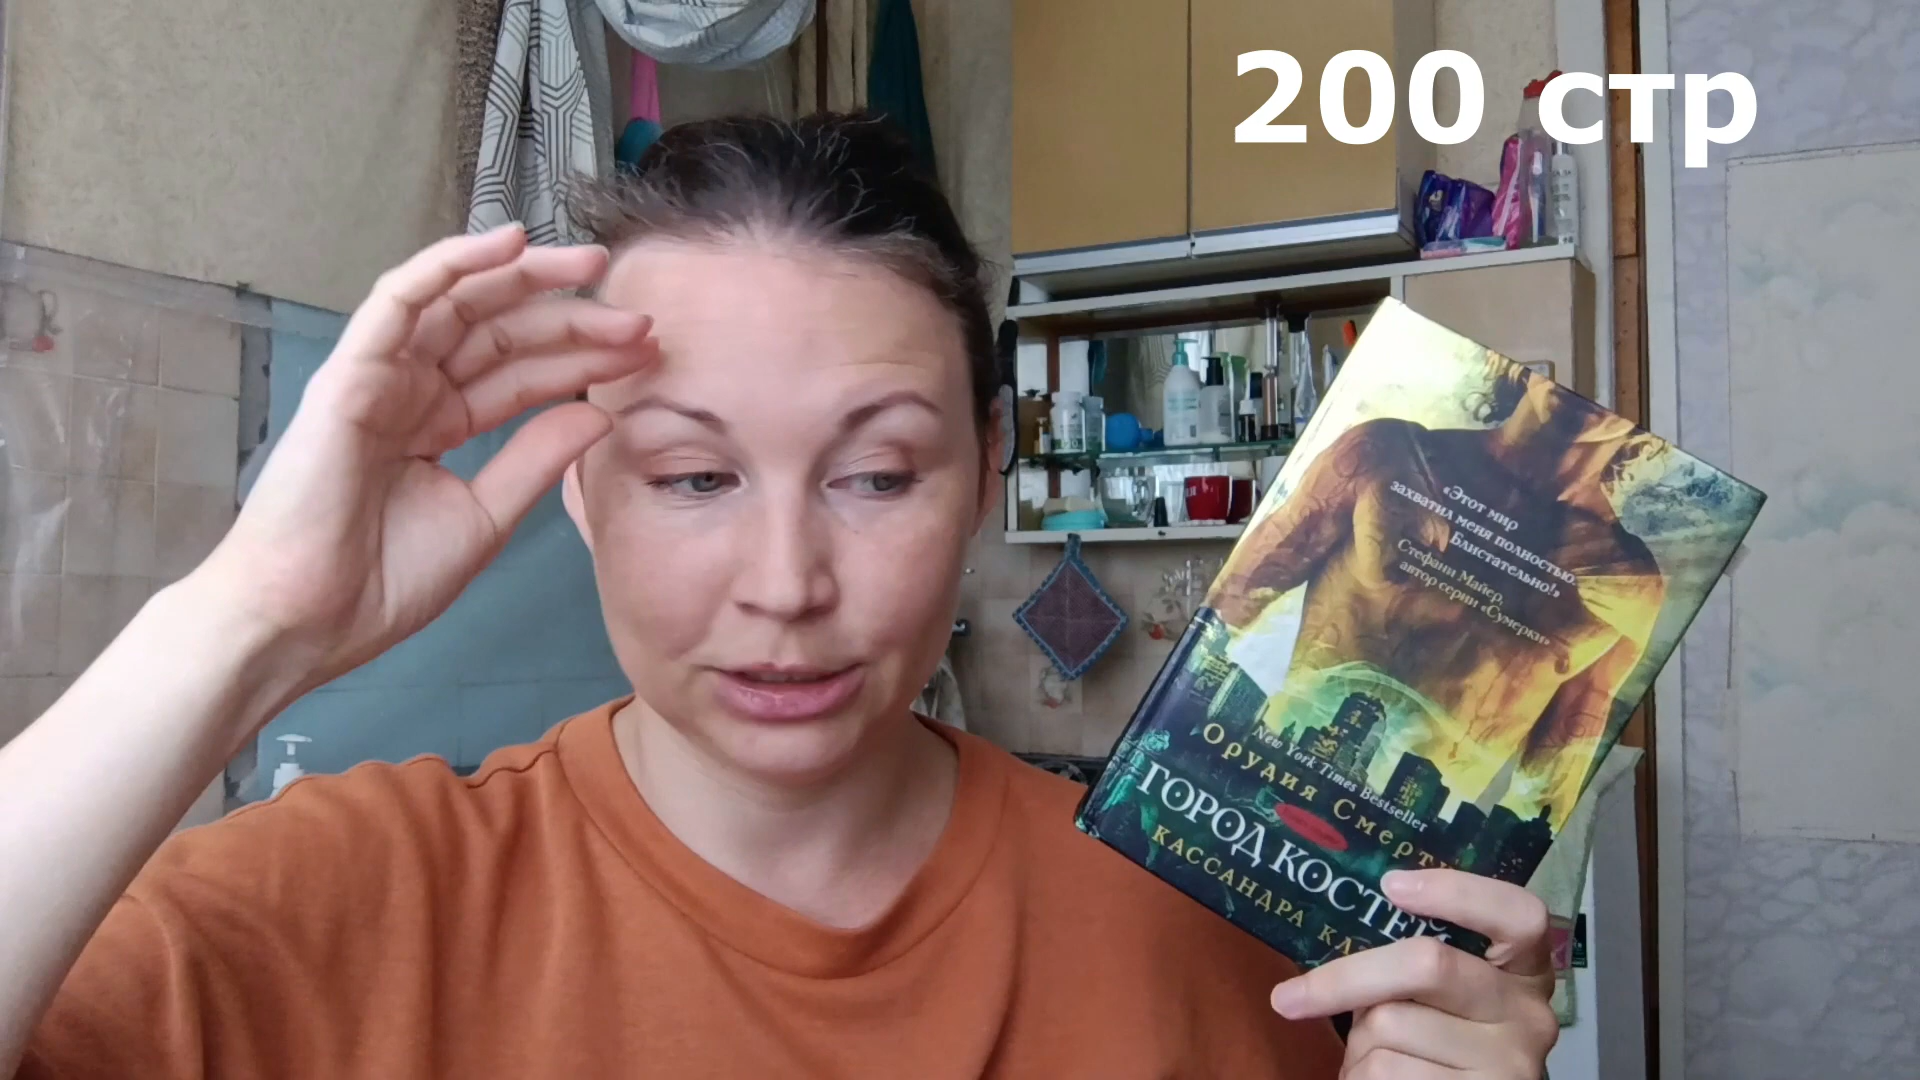 200 стр
«Этот мир
захватил меня полностью.
Блистательно!»
Стефани Майер,
автор серии «Сумерки»
New York Times Bestseller
Орудия Смерти
ГОРОД КОСТЕЙ
КАССАНДРА